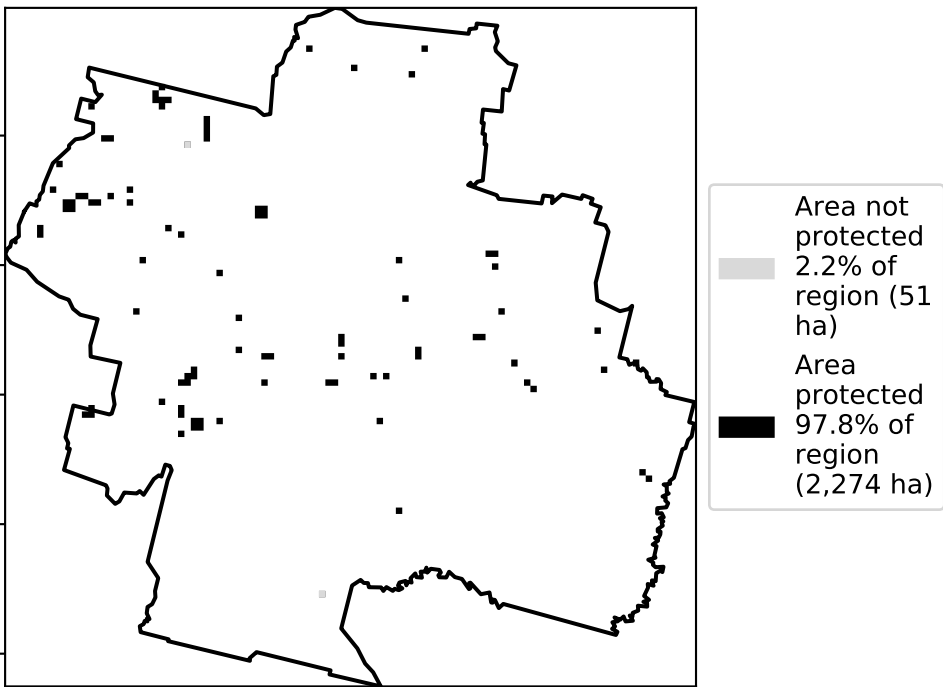 Area not
protected
2.2% of
region (51
ha)
Area
protected
97.8% of
region
(2,274 ha)